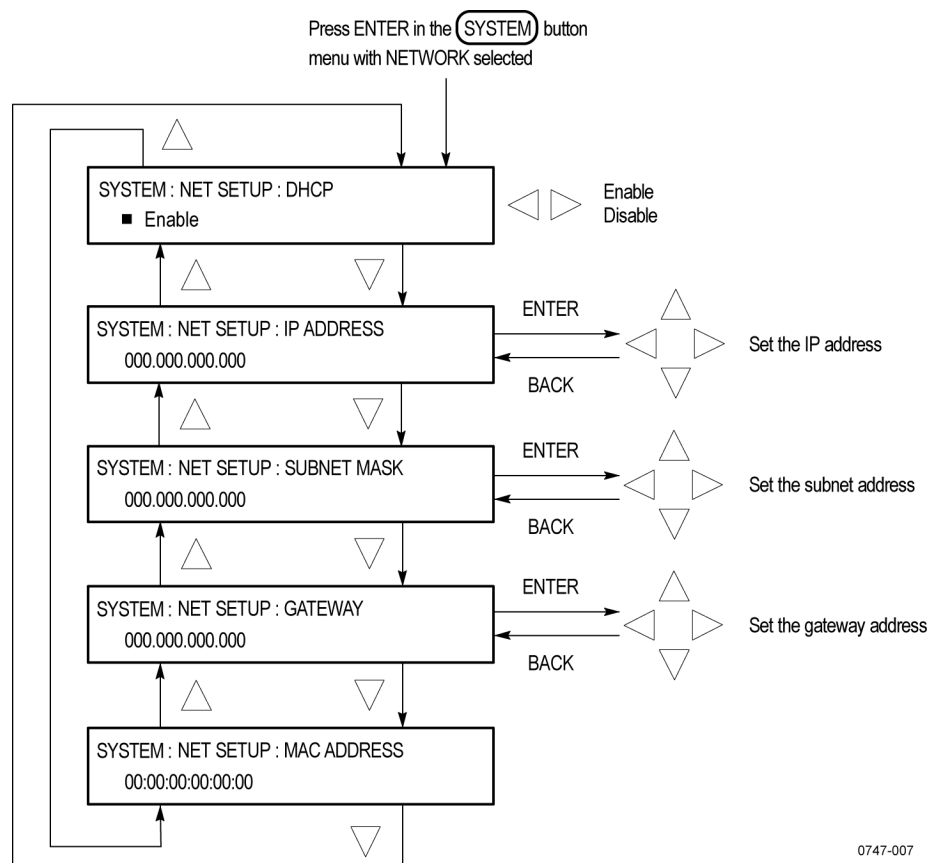 Press ENTER in the SYSTEM button
menu with NETWORK selected
SYSTEM : NET SETUP : DHCP
■ Enable
Enable
Disable
SYSTEM : NET SETUP : IP ADDRESS
000.000.000.000
ENTER
BACK
Set the IP address
SYSTEM : NET SETUP : SUBNET MASK
000.000.000.000
ENTER
BACK
Set the subnet address
SYSTEM : NET SETUP : GATEWAY
000.000.000.000
ENTER
BACK
Set the gateway address
SYSTEM : NET SETUP : MAC ADDRESS
00:00:00:00:00:00
0747-007